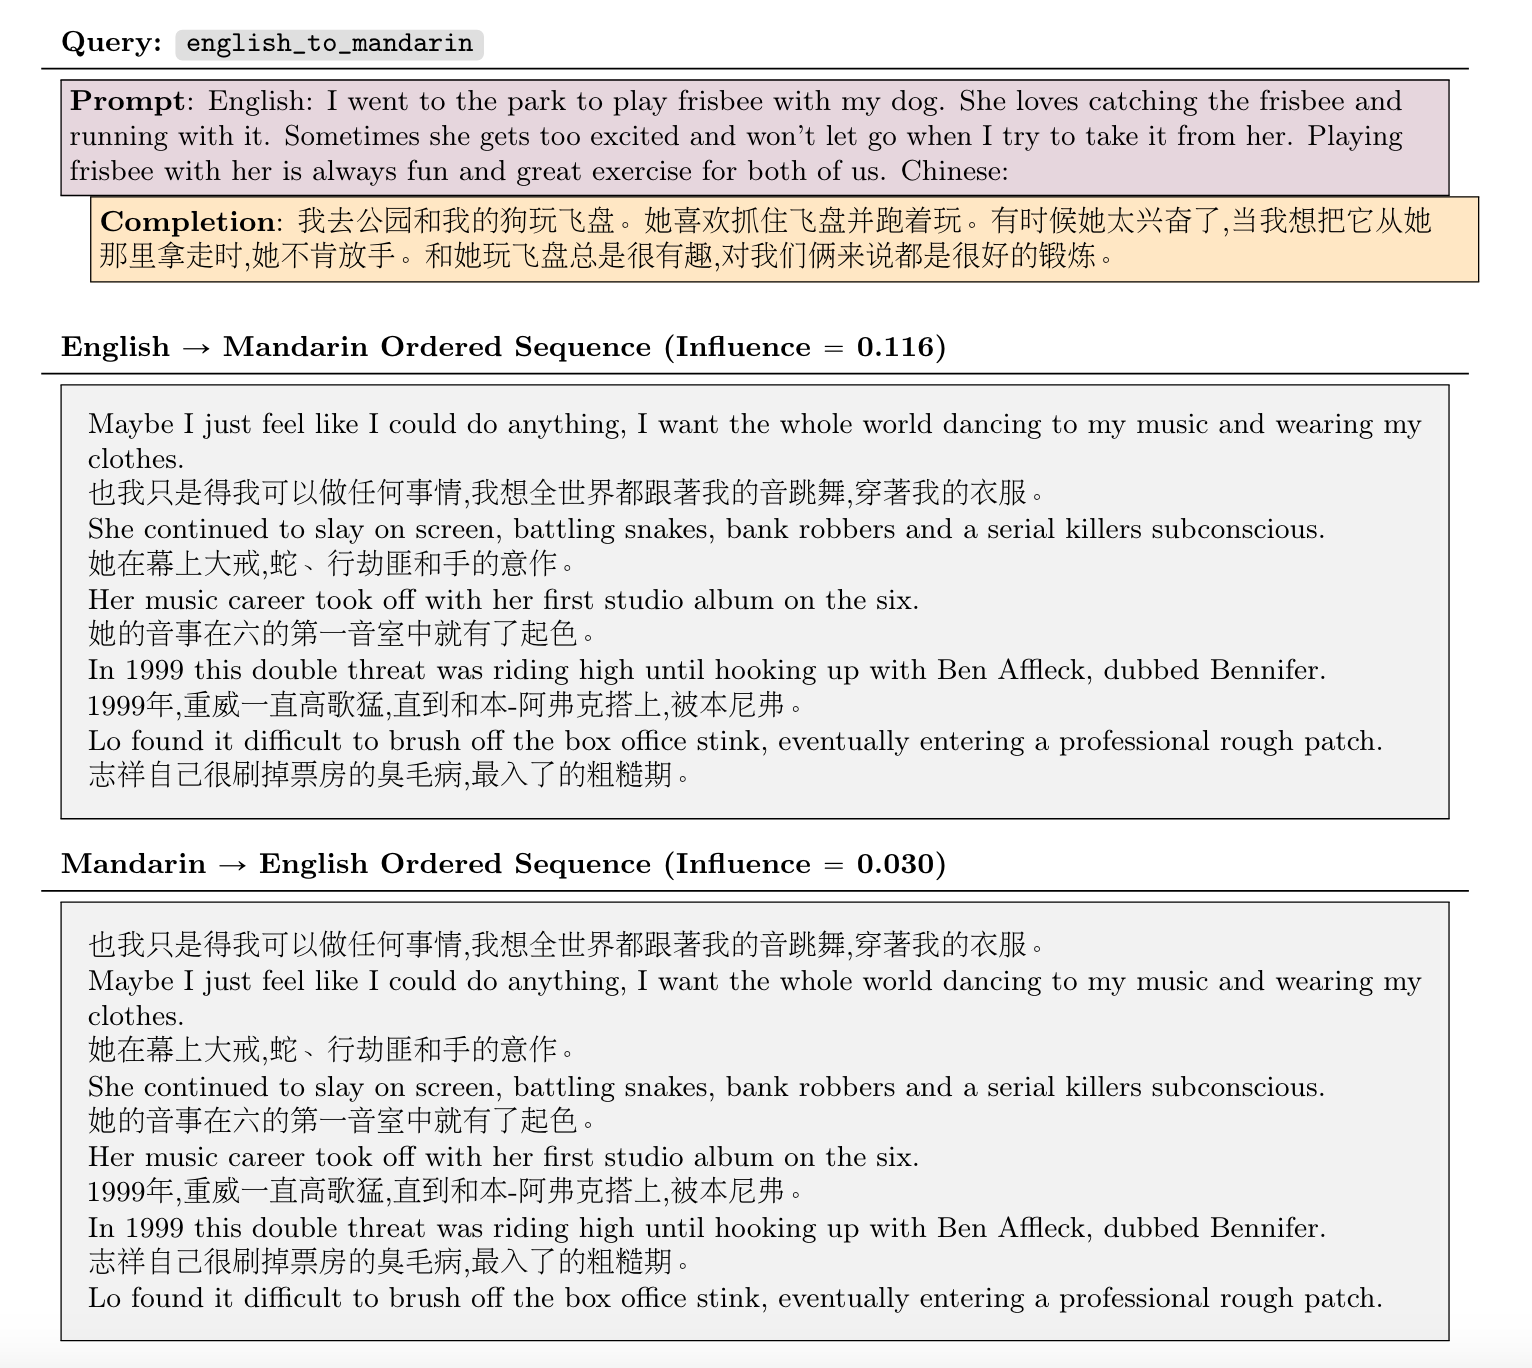 Query: english_to_mandarin
Prompt: English: I went to the park to play frisbee with my dog. She loves catching the frisbee and
running with it. Sometimes she gets too excited and won't let go when I try to take it from her. Playing
frisbee with her is always fun and great exercise for both of us. Chinese:
Completion: 我去公园和我的狗玩飞盘。她喜欢抓住飞盘并跑着玩。有时候她太兴奋了,当我想把它从她
那里拿走时,她不肯放手。和她玩飞盘总是很有趣,对我们俩来说都是很好的锻炼。
English → Mandarin Ordered Sequence (Influence = 0.116)
Maybe I just feel like I could do anything, I want the whole world dancing to my music and wearing my
clothes.
也我只是得我可以做任何事情,我想全世界都跟著我的音跳舞,穿著我的衣服。
She continued to slay on screen, battling snakes, bank robbers and a serial killers subconscious.
她在幕上大戒,蛇、行劫匪和手的意作。
Her music career took off with her first studio album on the six.
她的音事在六的第一音室中就有了起色。
In 1999 this double threat was riding high until hooking up with Ben Affleck, dubbed Bennifer.
1999年,重威一直高歌猛,直到和本-阿弗克搭上,被本尼弗。
Lo found it difficult to brush off the box office stink, eventually entering a professional rough patch.
志祥自己很刷掉票房的臭毛病,最入了的粗糙期。
Mandarin → English Ordered Sequence (Influence = 0.030)
也我只是得我可以做任何事情,我想全世界都跟著我的音跳舞,穿著我的衣服。
Maybe I just feel like I could do anything, I want the whole world dancing to my music and wearing my
clothes.
她在幕上大戒,蛇、行劫匪和手的意作。
She continued to slay on screen, battling snakes, bank robbers and a serial killers subconscious.
她的音事在六的第一音室中就有了起色。
Her music career took off with her first studio album on the six.
1999年,重威一直高歌猛,直到和本-阿弗克搭上,被本尼弗。
In 1999 this double threat was riding high until hooking up with Ben Affleck, dubbed Bennifer.
志祥自己很刷掉票房的臭毛病,最入了的粗糙期。
Lo found it difficult to brush off the box office stink, eventually entering a professional rough patch.